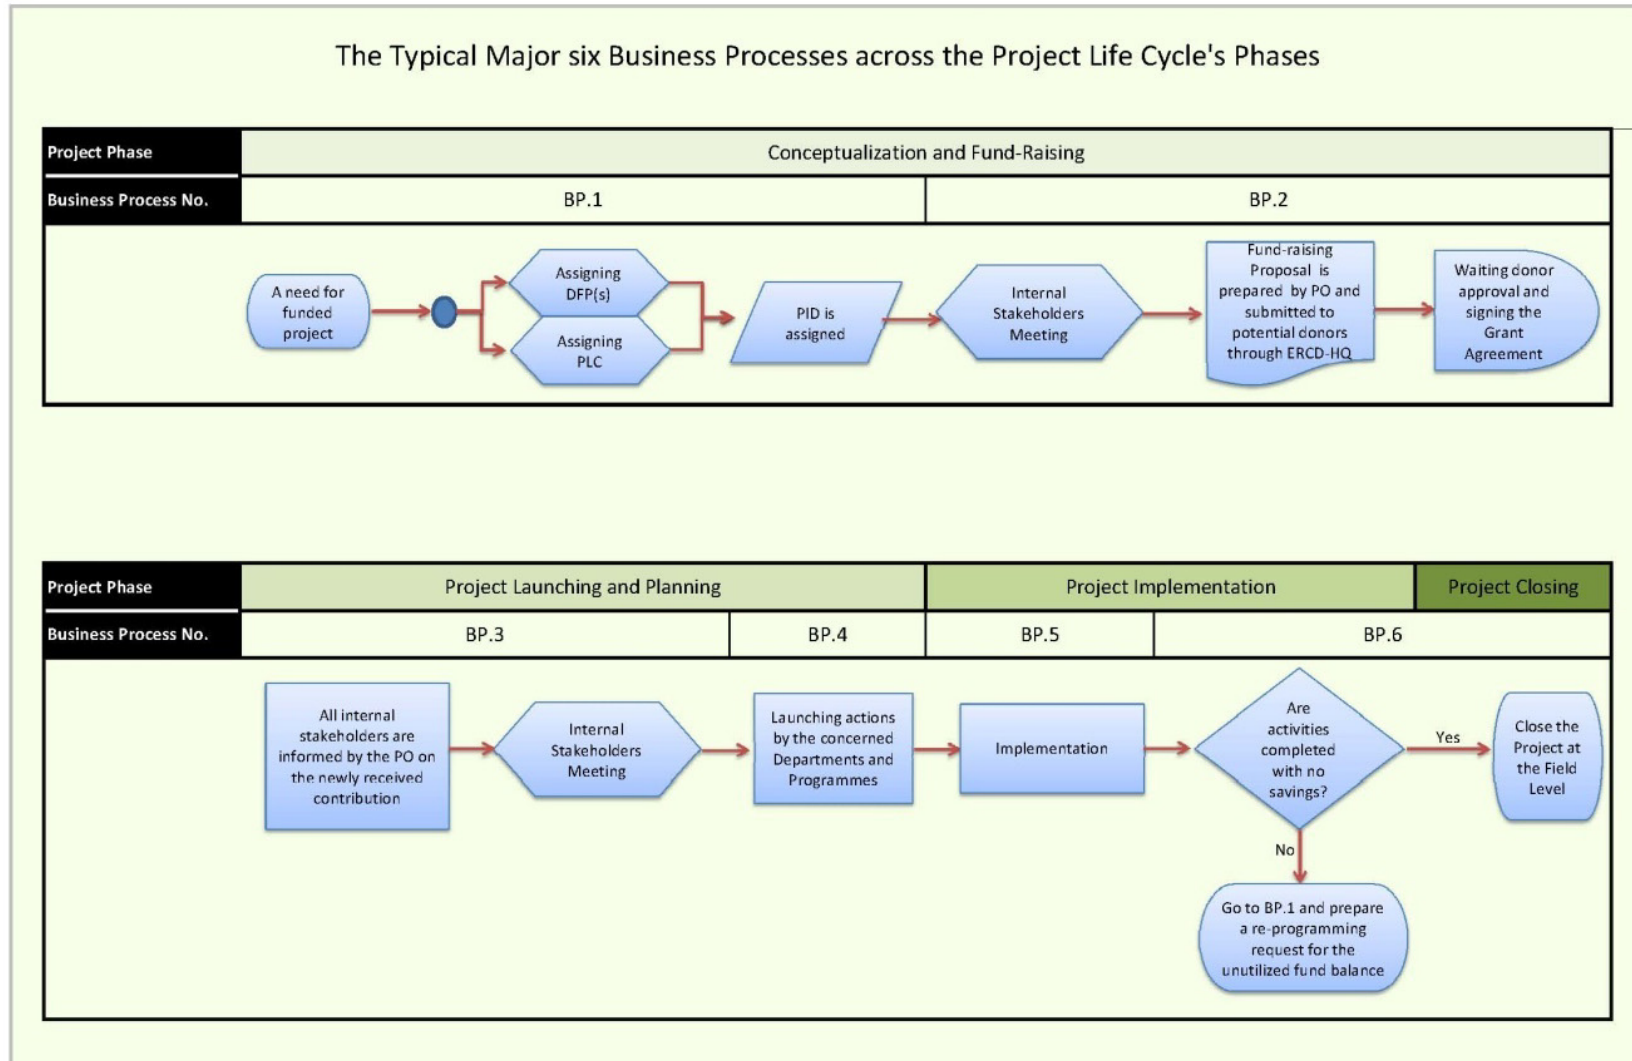 The Typical Major six Business Processes across the Project Life Cycle's Phases
Project Phase
Conceptualization and Fund-Raising
Business Process No.
BP.1
BP.2
A need for
funded
project
Assigning
DFP(s)
Assigning
PLC
PID is
assigned
Internal
Stakeholders
Meeting
Fund-raising
Proposal is
prepared by PO and
submitted to
potential donors
through ERCD-HQ
Waiting donor
approval and
signing the
Grant
Agreement
Project Phase
Project Launching and Planning
Project Implementation
Project Closing
Business Process No.
BP.3
BP.4
BP.5
BP.6
All internal
stakeholders are
informed by the PO on
the newly received
contribution
Internal
Stakeholders
Meeting
Launching actions
by the concerned
Departments and
Programmes
Implementation
Are
activities
completed
with no
savings?
Yes
Close the
Project at
the Field
Level
No
Go to BP.1 and prepare
a re-programming
request for the
unutilized fund balance